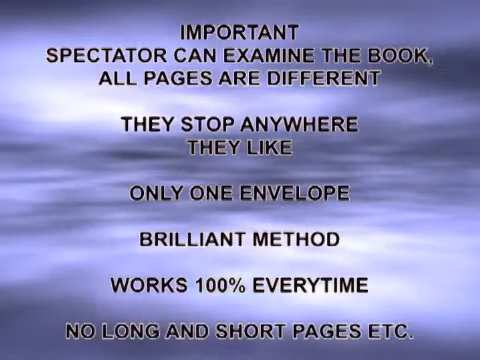 IMPORTANT
SPECTATOR CAN EXAMINE THE BOOK,
ALL PAGES ARE DIFFERENT
THEY STOP ANYWHERE
THEY LIKE
ONLY ONE ENVELOPE
BRILLIANT METHOD
WORKS 100% EVERYTIME
NO LONG AND SHORT PAGES ETC.